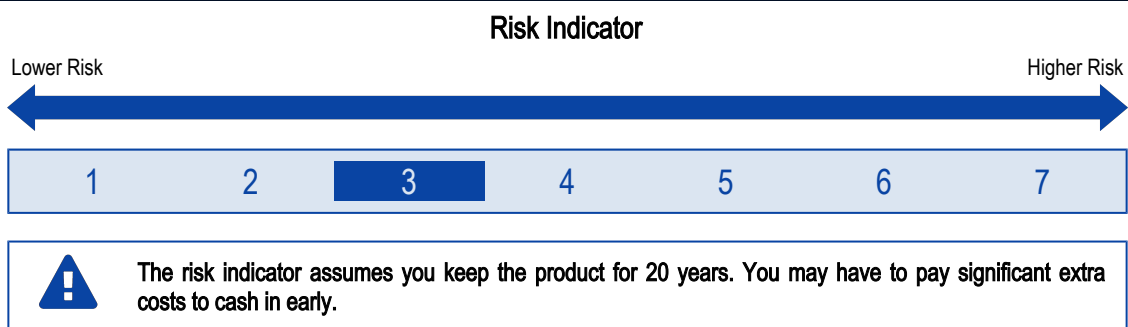 Risk Indicator
Lower Risk Higher Risk
1 2 3 4 5 6 7
The risk indicator assumes you keep the product for 20 years. You may have to pay significant extra
costs to cash in early.